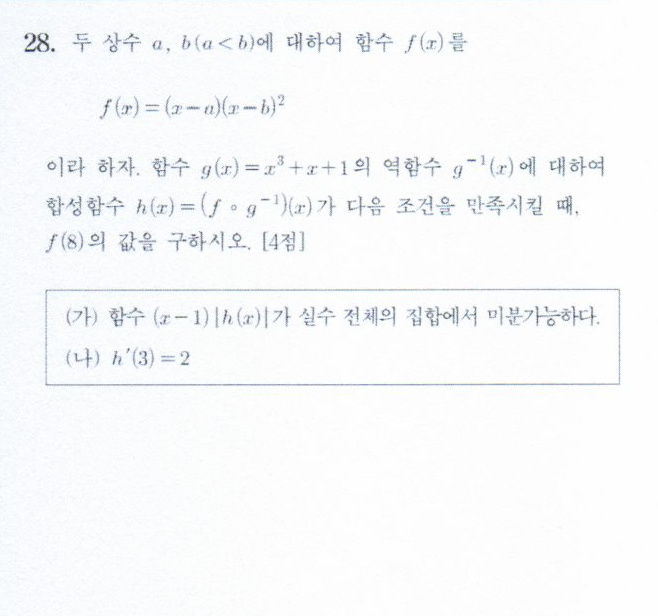 28. 두 상수 a, b(a<b)에 대하여 함수 f(x)를
f(x)=(x-a)(x-b)²
이라 하자. 함수 g(x)=x³+x+1의 역함수 g⁻¹(x)에 대하여
합성함수 h(x)=(f∘g⁻¹)(x)가 다음 조건을 만족시킬 때,
f(8)의 값을 구하시오. [4점]
(가) 함수 (x-1)|h(x)|가 실수 전체의 집합에서 미분가능하다.
(나) h′(3)=2